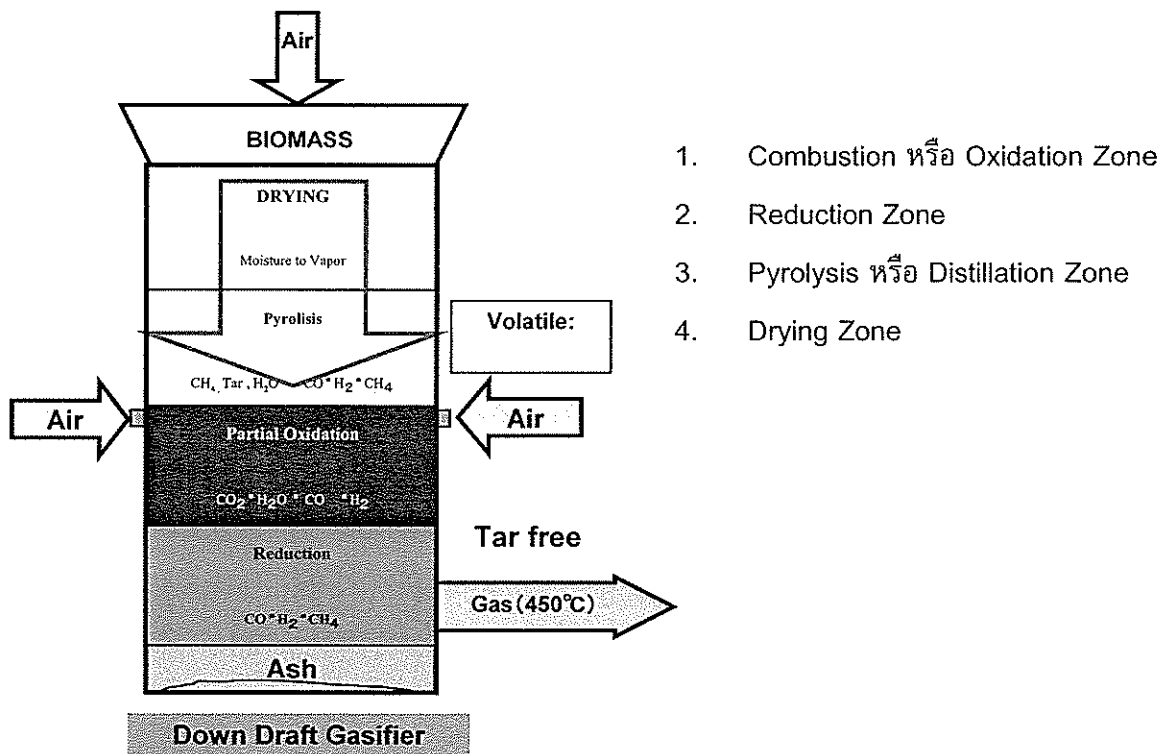 Air
BIOMASS
DRYING
Moisture to Vapor
Pyrolisis
Volatile:
CH₄, Tar, H₂O CO*H₂*CH₄
Air
Air
Partial Oxidation
CO₂*H₂O*CO *H₂
Reduction
CO*H₂*CH₄
Tar free
Gas(450℃)
Ash
Down Draft Gasifier
1. Combustion หรือ Oxidation Zone
2. Reduction Zone
3. Pyrolysis หรือ Distillation Zone
4. Drying Zone